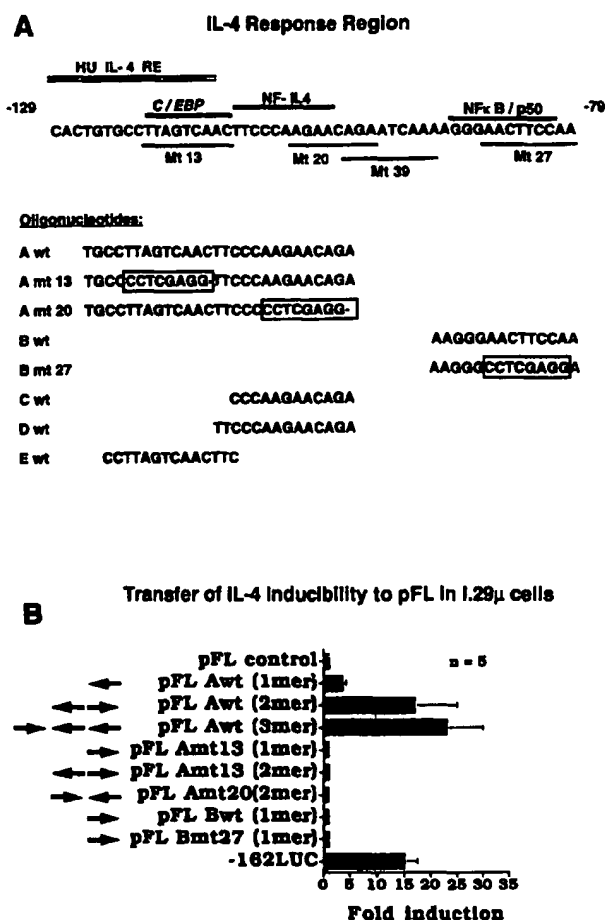 A
IL-4 Response Region
HU IL-4 RE
-129 C/EBP NF-IL4 NFκB/p50 -79
CACTGTGCCTTAGTCAACTTCCCAAGAACAGAATCAAAAGGGAACTTCCAA
Mt 13 Mt 20 Mt 39 Mt 27
Oligonucleotides:
A wt TGCCTTAGTCAACTTCCCAAGAACAGA
A mt 13 TGCCCCTCGAGG-TTCCCAAGAACAGA
A mt 20 TGCCTTAGTCAACTTCCCCCTCGAGG-
B wt AAGGGAACTTCCAA
B mt 27 AAGGGCCTCGAGGA
C wt CCCAAGAACAGA
D wt TTCCCAAGAACAGA
E wt CCTTAGTCAACTTC
B
Transfer of IL-4 inducibility to pFL in I.29μ cells
pFL control
n = 5
pFL Awt (1mer)
pFL Awt (2mer)
pFL Awt (3mer)
pFL Amt13 (1mer)
pFL Amt13 (2mer)
pFL Amt20(2mer)
pFL Bwt (1mer)
pFL Bmt27 (1mer)
-162LUC
0 5 10 15 20 25 30 35
Fold induction